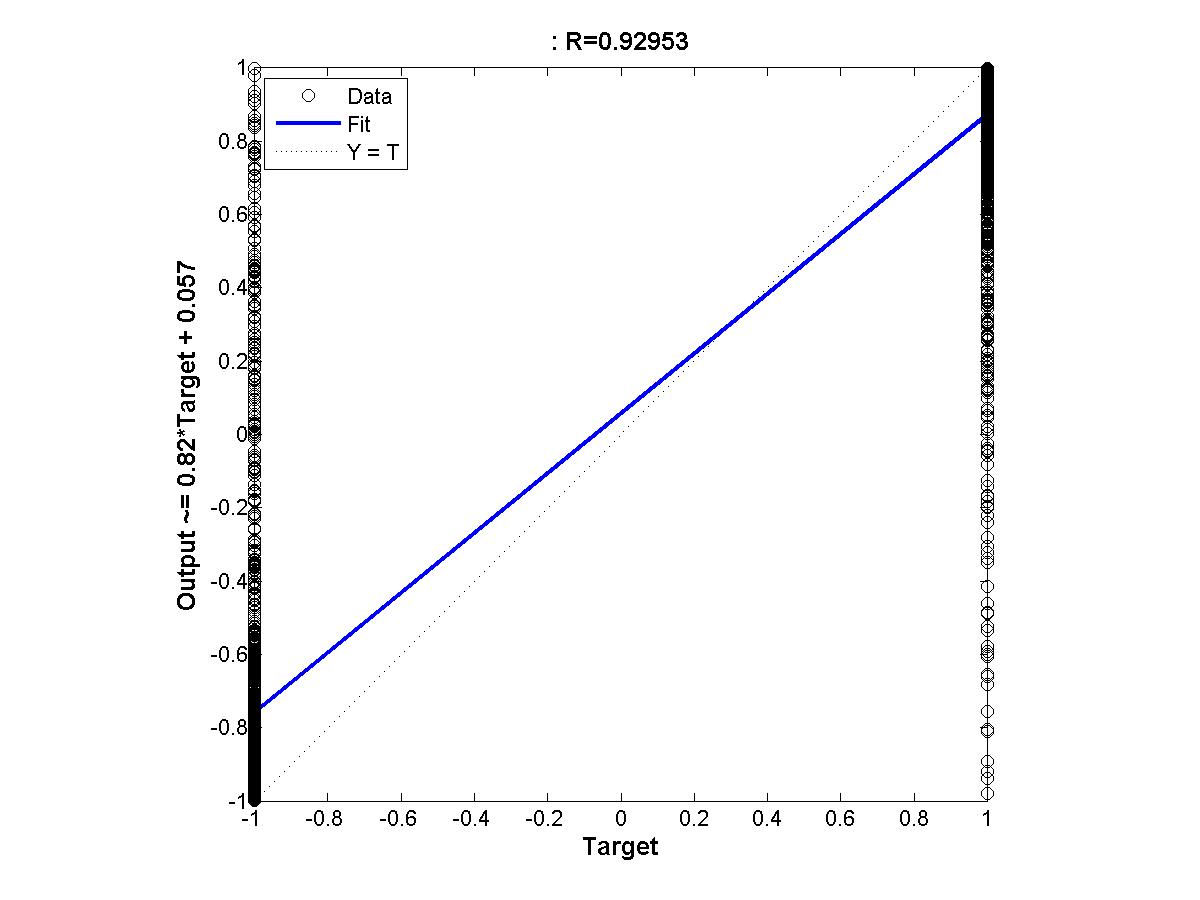 : R=0.92953
Data
Fit
Y = T
1
0.8
0.6
0.4
0.2
0
-0.2
-0.4
-0.6
-0.8
-1
Output ~= 0.82*Target + 0.057
-1 -0.8 -0.6 -0.4 -0.2 0 0.2 0.4 0.6 0.8 1
Target